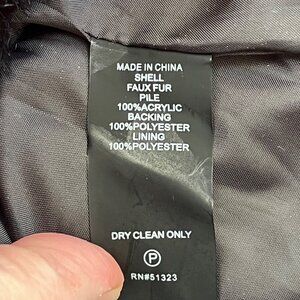 MADE IN CHINA
SHELL
FAUX FUR
PILE
100%ACRYLIC
BACKING
100%POLYESTER
LINING
100%POLYESTER
DRY CLEAN ONLY
P
RN#51323